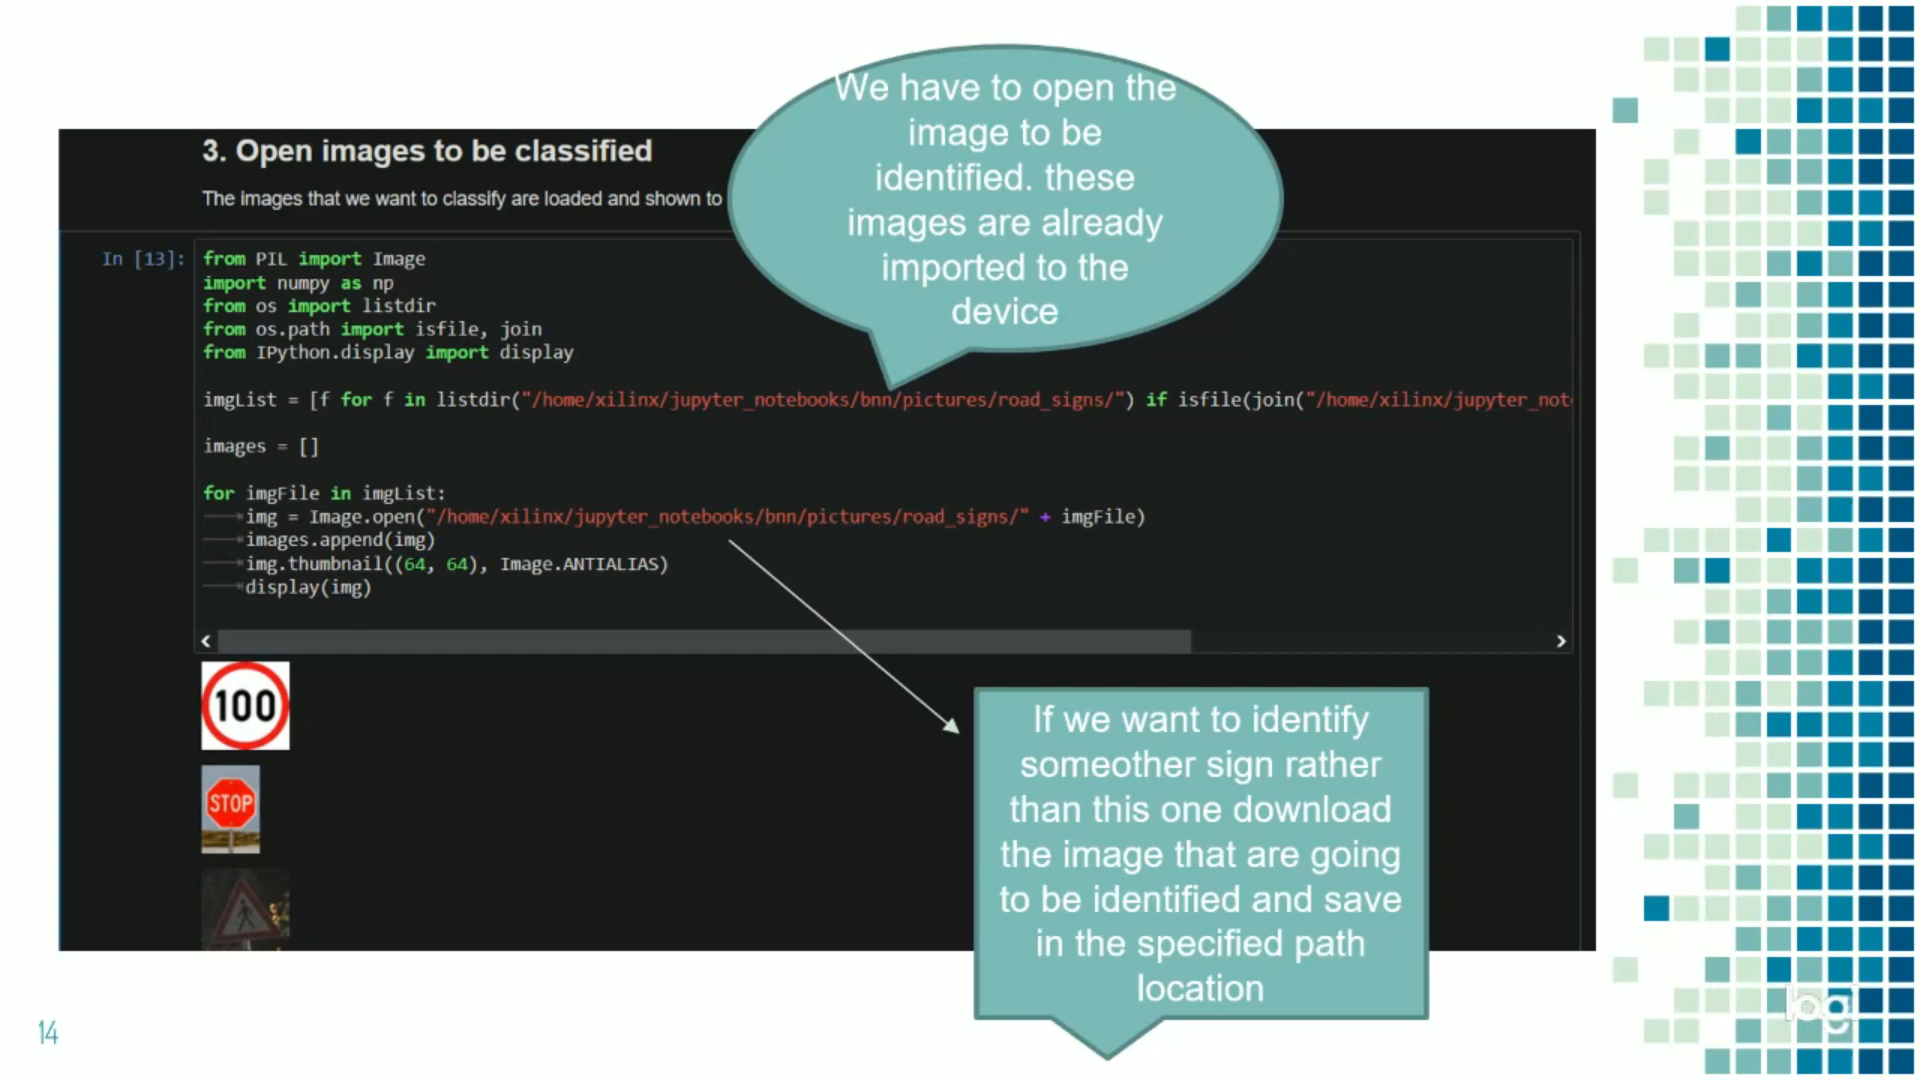 We have to open the
image to be
identified. these
images are already
imported to the
device
3. Open images to be classified
The images that we want to classify are loaded and shown to
In [13]:
from PIL import Image
import numpy as np
from os import listdir
from os.path import isfile, join
from IPython.display import display
imgList = [f for f in listdir("/home/xilinx/jupyter_notebooks/bnn/pictures/road_signs/") if isfile(join("/home/xilinx/jupyter_not
images = []
for imgFile in imgList:
img = Image.open("/home/xilinx/jupyter_notebooks/bnn/pictures/road_signs/" + imgFile)
images.append(img)
img.thumbnail((64, 64), Image.ANTIALIAS)
display(img)
100
STOP
If we want to identify
someother sign rather
than this one download
the image that are going
to be identified and save
in the specified path
location
14
logi